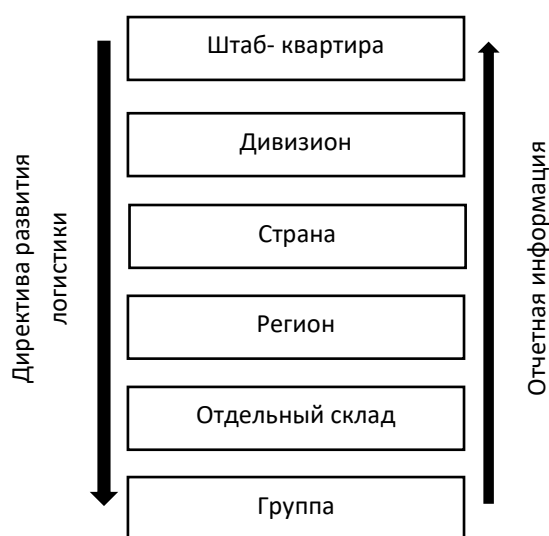 Штаб- квартира
Дивизион
Страна
Регион
Отдельный склад
Группа
Директива развития
логистики
Отчетная информация